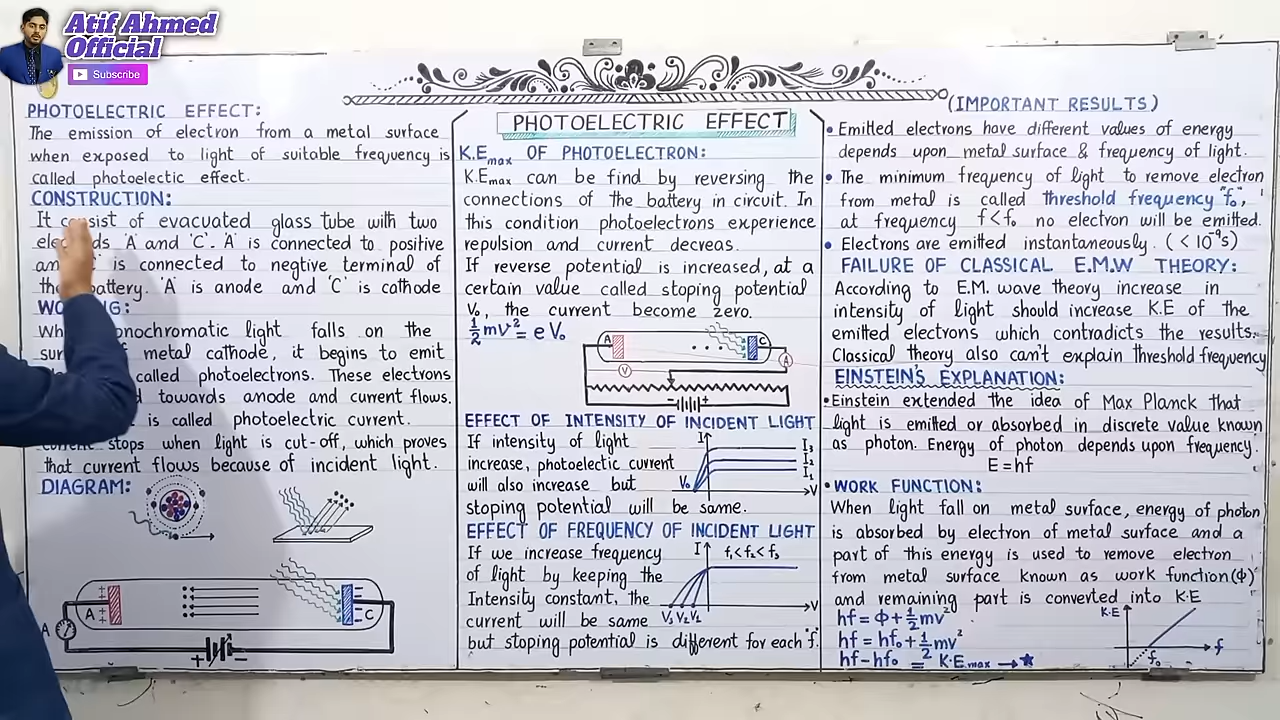 Atif Ahmed
Official
Subscribe
PHOTOELECTRIC EFFECT:
The emission of electron from a metal surface
when exposed to light of suitable frequency is
called photoelectic effect.
CONSTRUCTION:
It consist of evacuated glass tube with two
ds 'A' and 'C'. 'A' is connected to positive
is connected to negtive terminal of
battery. 'A' is anode and 'C' is cathode
onochromatic light falls on the
metal cathode, it begins to emit
called photoelectrons. These electrons
towards anode and current flows.
is called photoelectric current.
current stops when light is cut-off, which proves
that current flows because of incident light.
DIAGRAM:
A
C
A
+ -
PHOTOELECTRIC EFFECT
K.Emax OF PHOTOELECTRON:
K.Emax can be find by reversing the
connections of the battery in circuit. In
this condition photoelectrons experience
repulsion and current decreas.
If reverse potential is increased, at a
certain value called stoping potential
V₀, the current become zero.
½mv² = eV₀
A
C
V
A
- +
EFFECT OF INTENSITY OF INCIDENT LIGHT
If intensity of light
increase, photoelectic current
will also increase but
stoping potential will be same.
I
I₃
I₂
I₁
V₀
V
EFFECT OF FREQUENCY OF INCIDENT LIGHT
If we increase frequency
of light by keeping the
Intensity constant, the
current will be same
but stoping potential is different for each 'f'.
I
f₁<f₂<f₃
V₃ V₂ V₁
V
(IMPORTANT RESULTS)
• Emitted electrons have different values of energy
depends upon metal surface & frequency of light.
• The minimum frequency of light to remove electron
from metal is called threshold frequency "f₀",
at frequency f<f₀ no electron will be emitted.
• Electrons are emitted instantaneously. (<10⁻⁹s)
FAILURE OF CLASSICAL E.M.W THEORY:
According to E.M. wave theory increase in
intensity of light should increase K.E of the
emitted electrons which contradicts the results.
Classical theory also can't explain threshold frequency
EINSTEIN'S EXPLANATION:
• Einstein extended the idea of Max Planck that
light is emitted or absorbed in discrete value known
as photon. Energy of photon depends upon frequency.
E = hf
• WORK FUNCTION:
When light fall on metal surface, energy of photon
is absorbed by electron of metal surface and a
part of this energy is used to remove electron
from metal surface known as work function(Φ)
and remaining part is converted into K.E
hf = Φ + ½mv²
hf = hf₀ + ½mv²
hf - hf₀ = K.Emax → ★
K.E
f₀
f